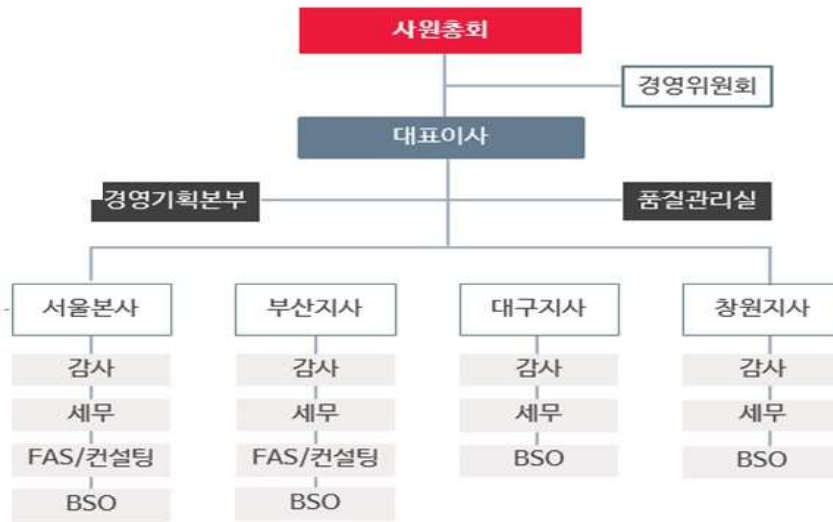 사원총회
경영위원회
대표이사
경영기획본부
품질관리실
서울본사
부산지사
대구지사
창원지사
감사
감사
감사
감사
세무
세무
세무
세무
FAS/컨설팅
FAS/컨설팅
BSO
BSO
BSO
BSO